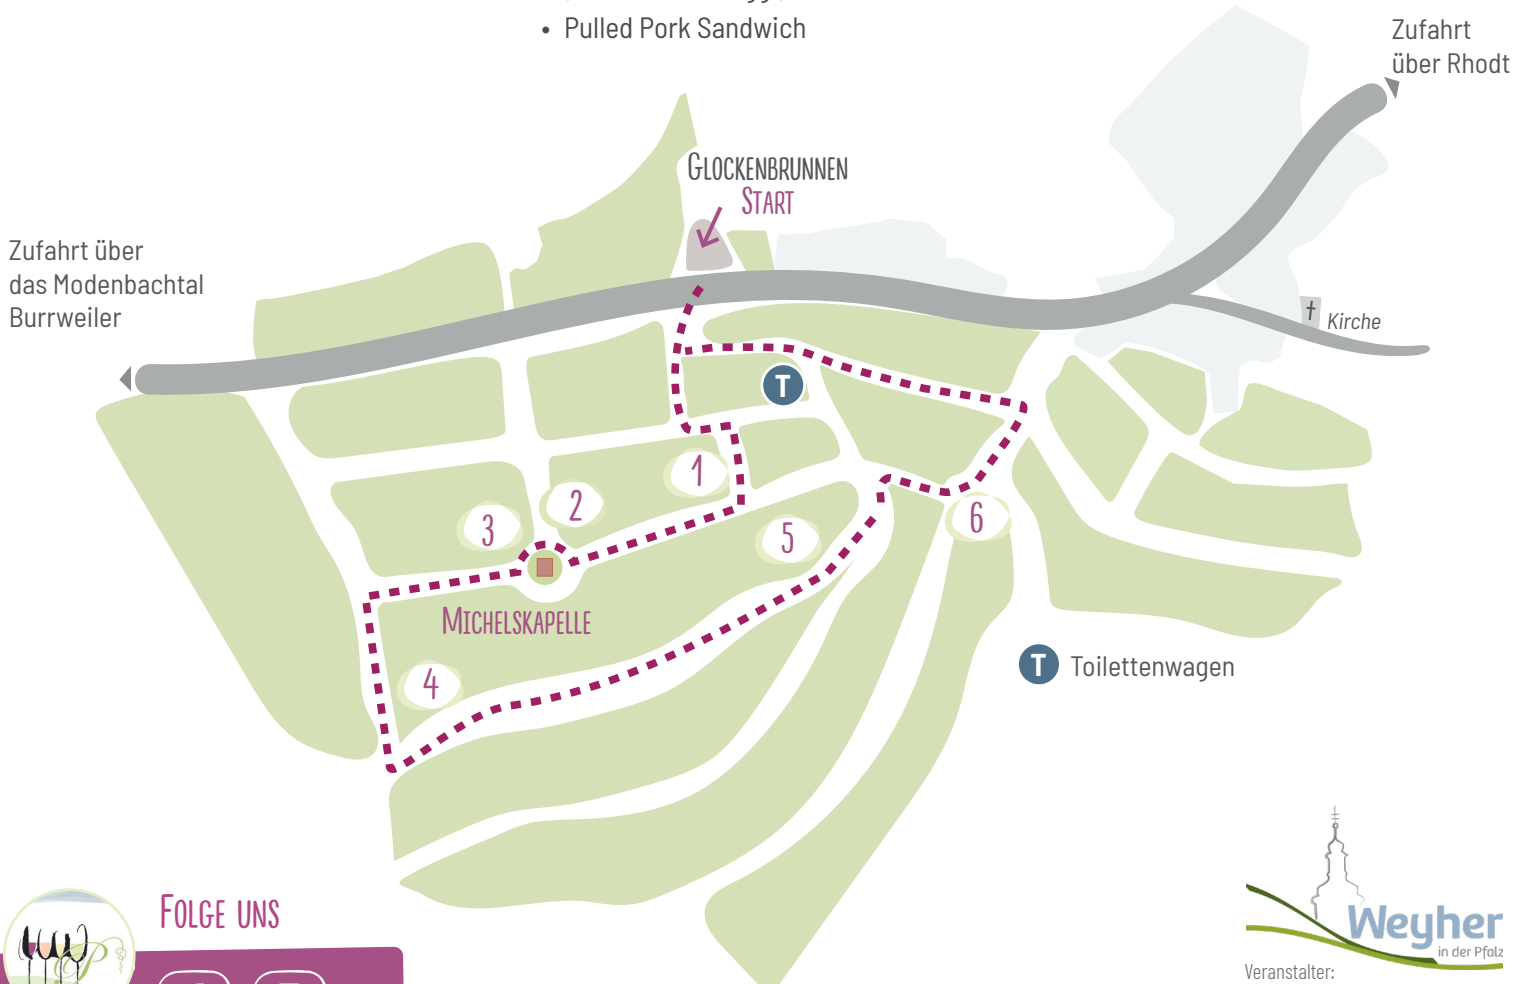 • Pulled Pork Sandwich
Zufahrt
über Rhodt
GLOCKENBRUNNEN
START
Zufahrt über
das Modenbachtal
Burrweiler
✝ Kirche
T
1
2
3
5
6
MICHELSKAPELLE
4
T Toilettenwagen
FOLGE UNS
Weyher
in der Pfalz
Veranstalter: